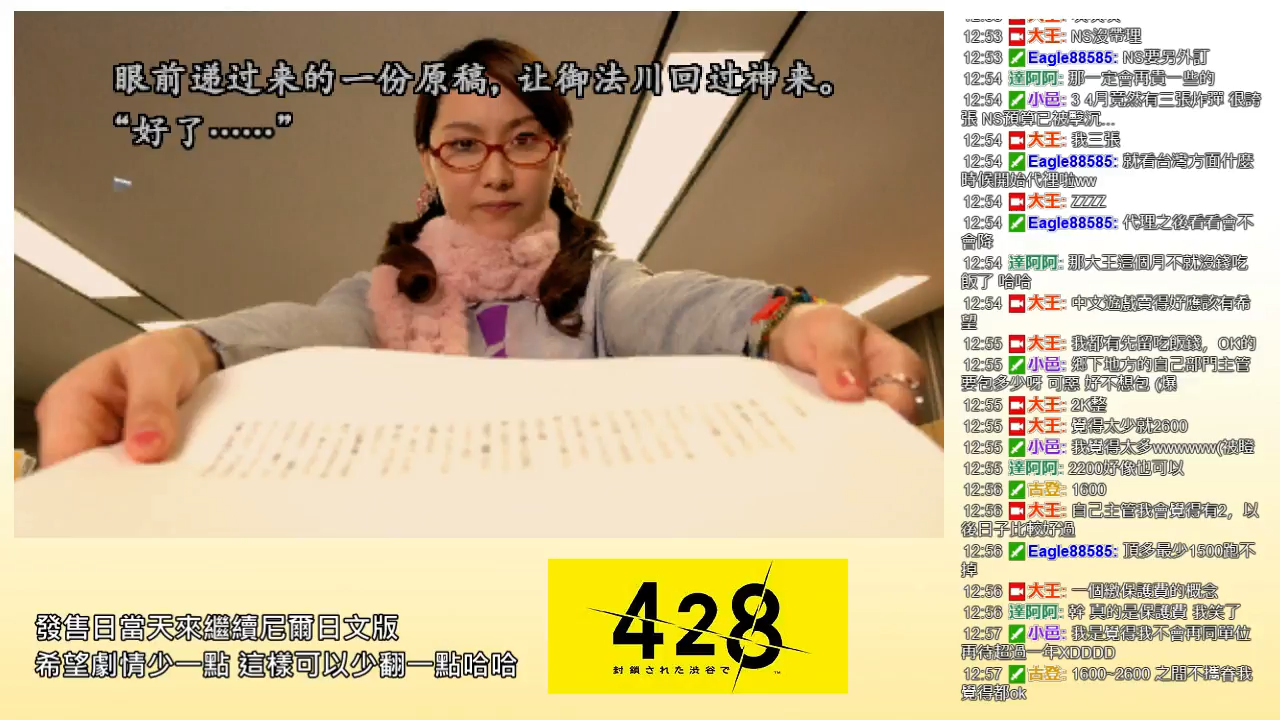 眼前递过来的一份原稿，让御法川回过神来。
“好了……”
發售日當天來繼續尼爾日文版
希望劇情少一點 這樣可以少翻一點哈哈
428
封鎖された渋谷で
TM
12:53 大王: NS沒帶埋
12:53 Eagle88585: NS要另外訂
12:54 達阿阿: 那一定會再貴一些的
12:54 小邑: 3 4月竟然有三張炸彈 很誇
張 NS預算已被擊沉...
12:54 大王: 我三張
12:54 Eagle88585: 就看台灣方面什麼
時候開始代理啦ww
12:54 大王: ZZZZ
12:54 Eagle88585: 代理之後看看會不
會降
12:54 達阿阿: 那大王這個月不就沒錢吃
飯了 哈哈
12:54 大王: 中文遊戲賣得好應該有希
望
12:55 大王: 我都有先留吃飯錢，OK的
12:55 小邑: 鄉下地方的自己部門主管
要包多少呀 可惡 好不想包 (爆
12:55 大王: 2K整
12:55 大王: 覺得太少就2600
12:55 小邑: 我覺得太多wwwwww(被瞪
12:55 達阿阿: 2200好像也可以
12:56 古登: 1600
12:56 大王: 自己主管我會覺得有2，以
後日子比較好過
12:56 Eagle88585: 頂多最少1500跑不
掉
12:56 大王: 一個繳保護費的概念
12:56 達阿阿: 幹 真的是保護費 我笑了
12:57 小邑: 我是覺得我不會再同單位
再待超過一年XDDDD
12:57 古登: 1600~2600 之間不攜眷我
覺得都ok